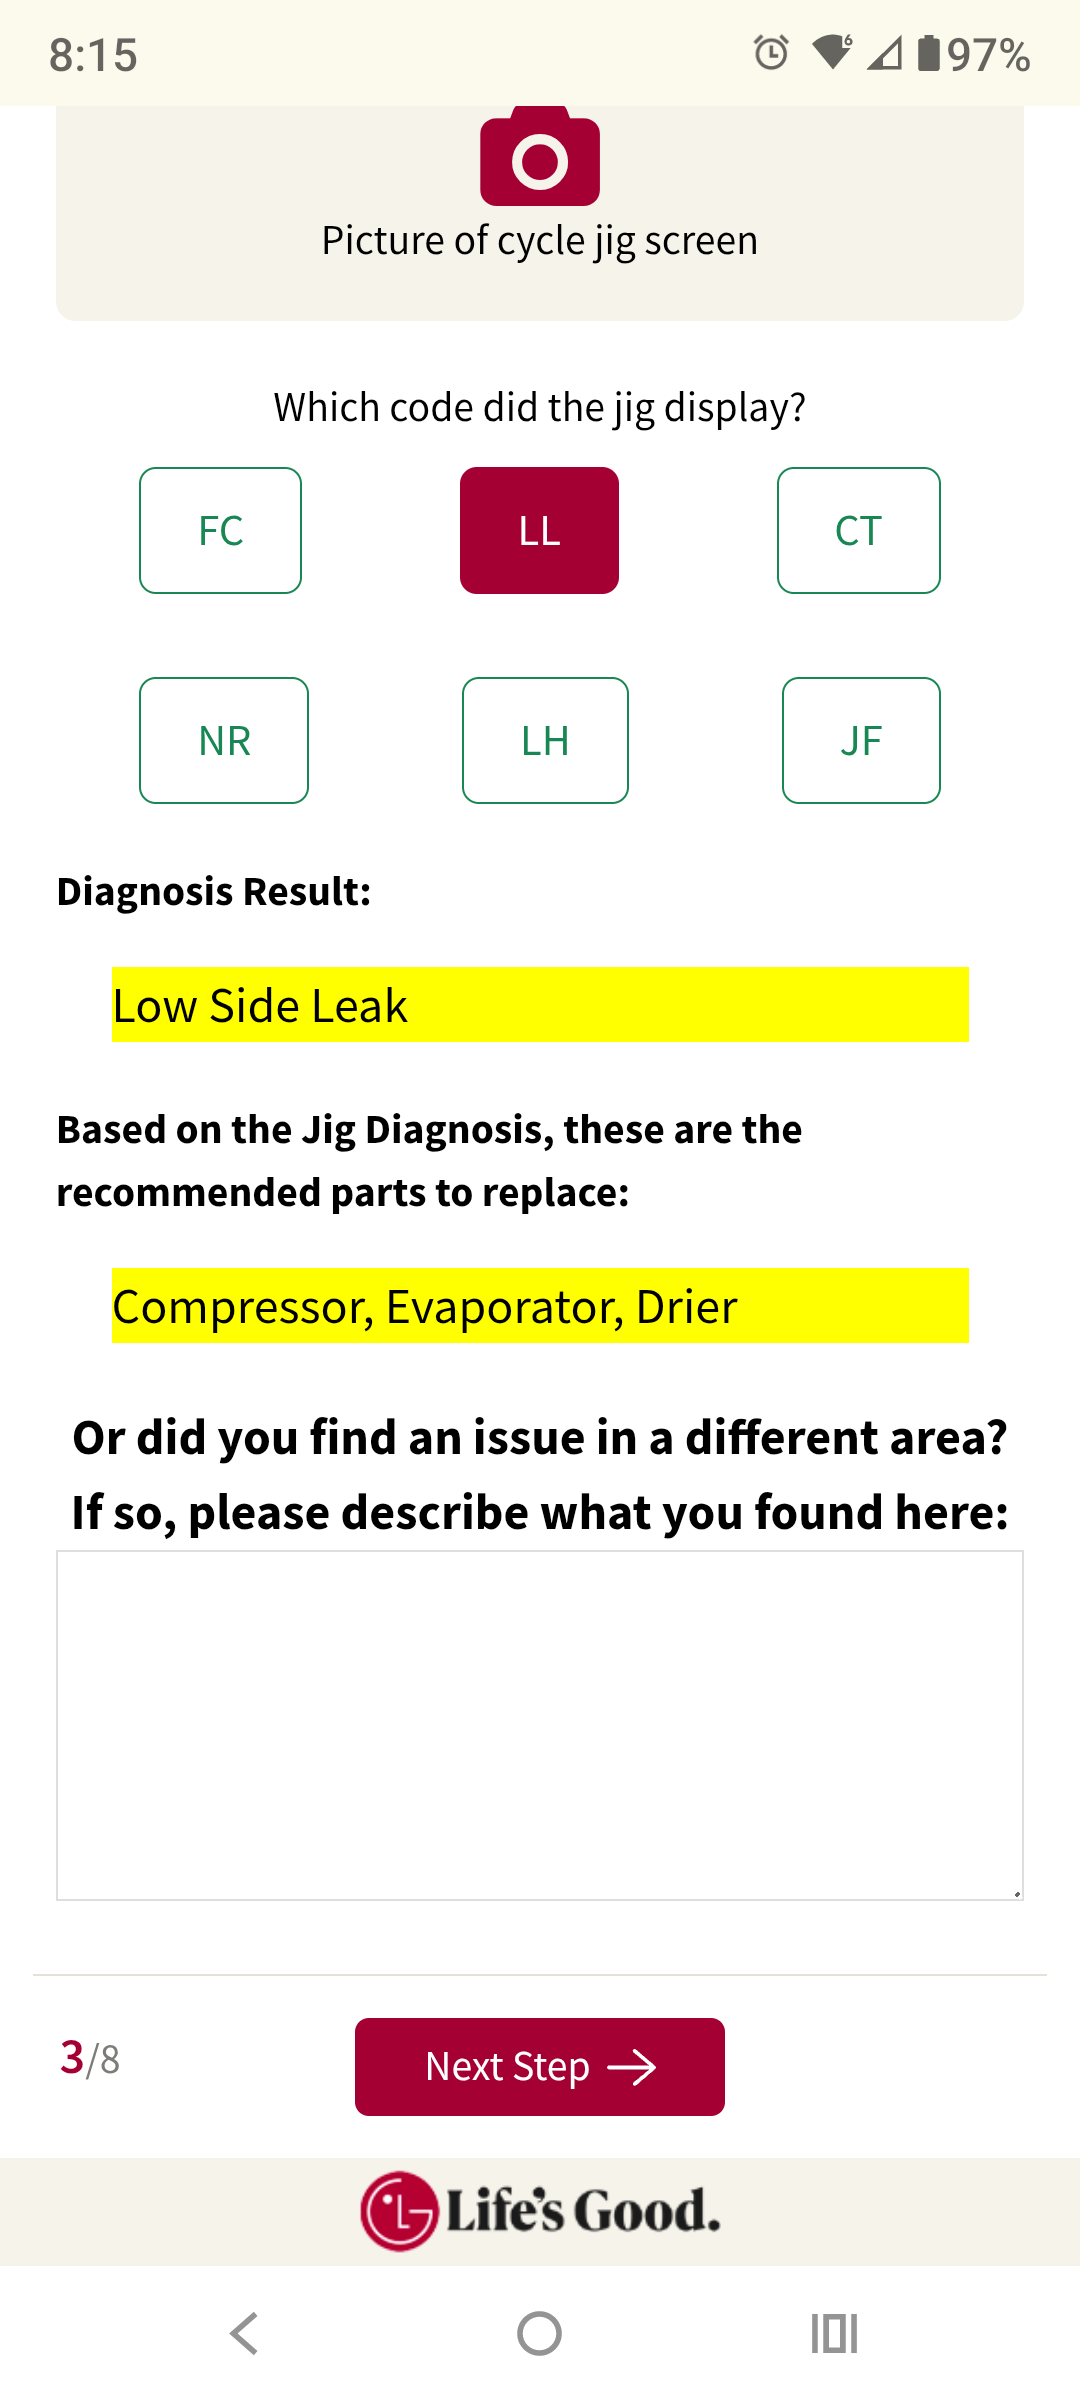 8:15
6
97%
Picture of cycle jig screen
Which code did the jig display?
FC
LL
CT
NR
LH
JF
Diagnosis Result:
Low Side Leak
Based on the Jig Diagnosis, these are the
recommended parts to replace:
Compressor, Evaporator, Drier
Or did you find an issue in a different area?
If so, please describe what you found here:
3/8
Next Step →
LG Life's Good.